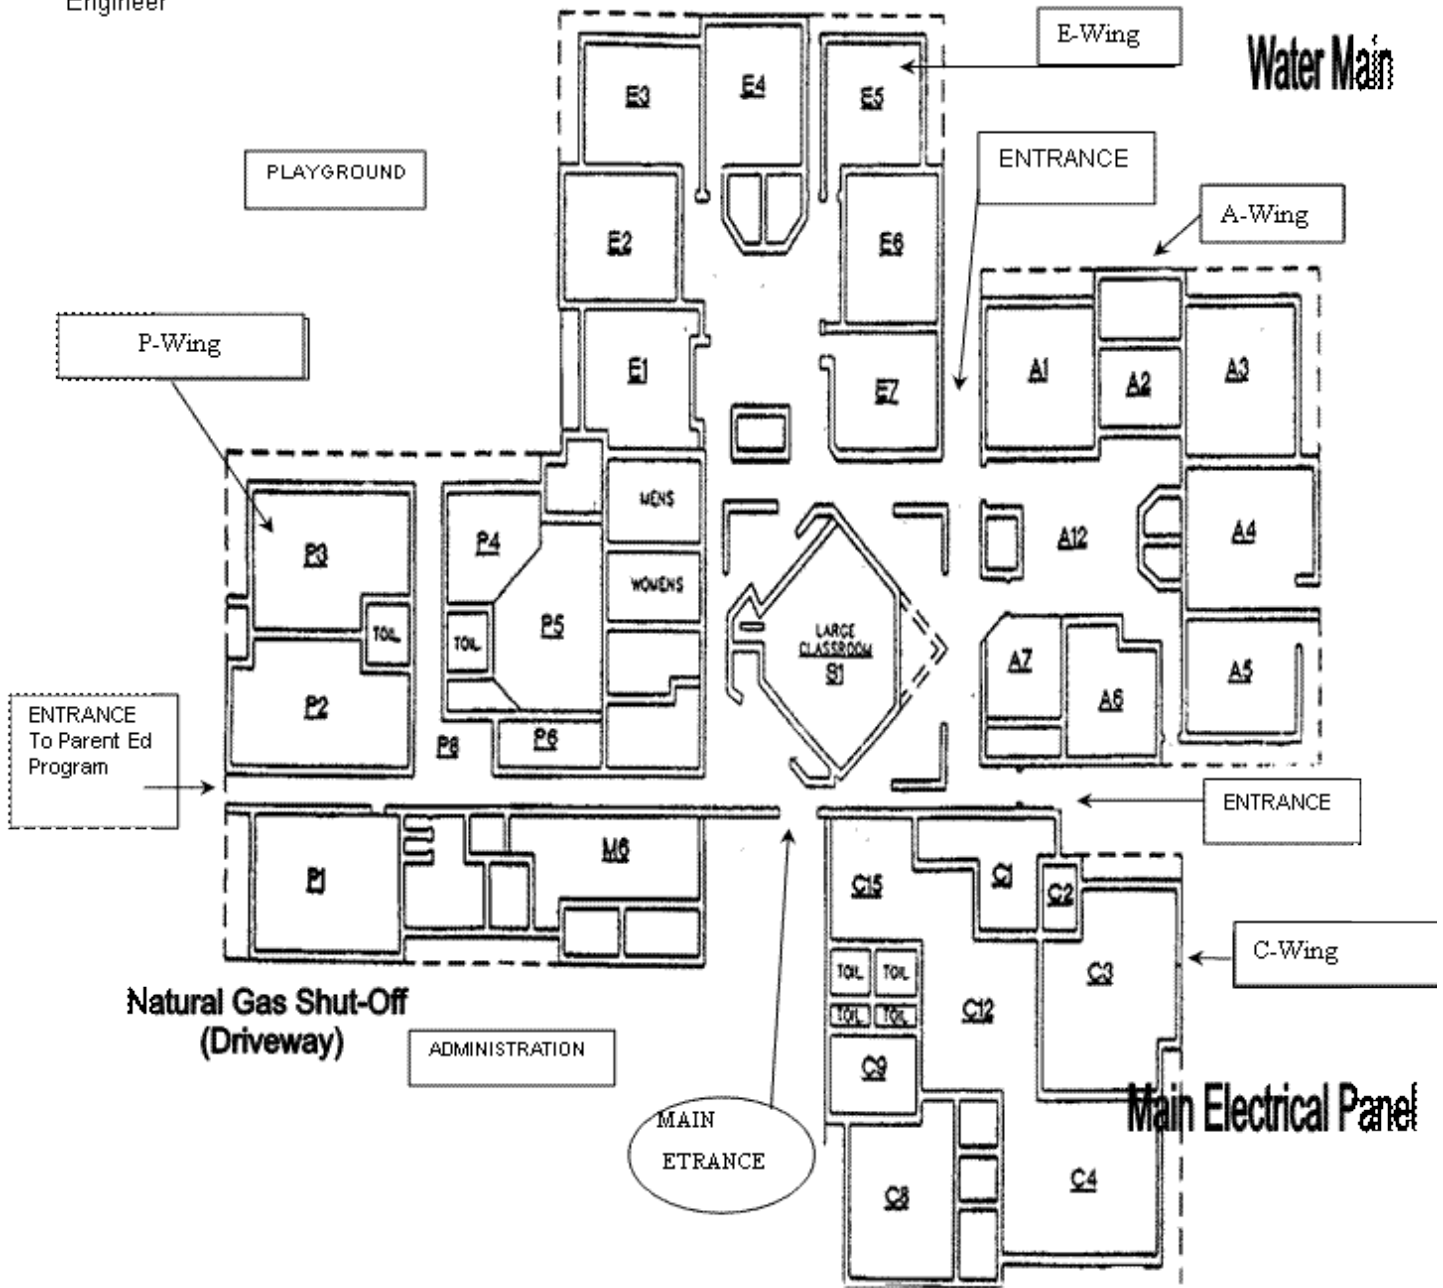 Engineer
E-Wing
Water Main
E3
E4
E5
PLAYGROUND
ENTRANCE
A-Wing
E2
E6
P-Wing
E1
E7
A1
A2
A3
MENS
P3
P4
A12
A4
WOMENS
TOIL
TOIL
P5
LARGE
CLASSROOM
S1
A7
A5
A6
P2
ENTRANCE
To Parent Ed
Program
P8
P6
ENTRANCE
M6
P1
C15
C1
C2
C-Wing
TOIL
TOIL
C3
Natural Gas Shut-Off
(Driveway)
C12
TOIL
TOIL
ADMINISTRATION
C9
Main Electrical Panel
MAIN
ETRANCE
C8
C4